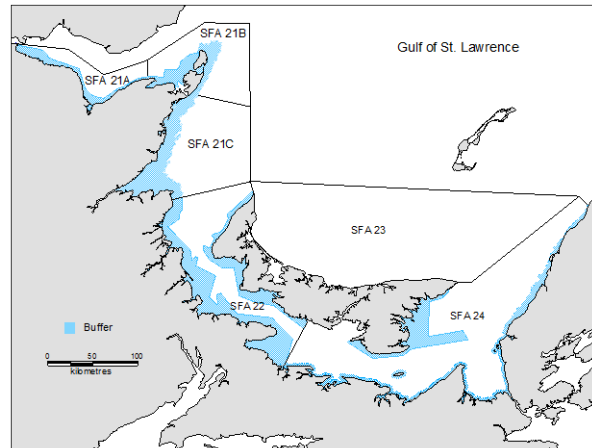 SFA 21B
Gulf of St. Lawrence
SFA 21A
SFA 21C
SFA 23
SFA 22
SFA 24
Buffer
0 50 100
kilometres